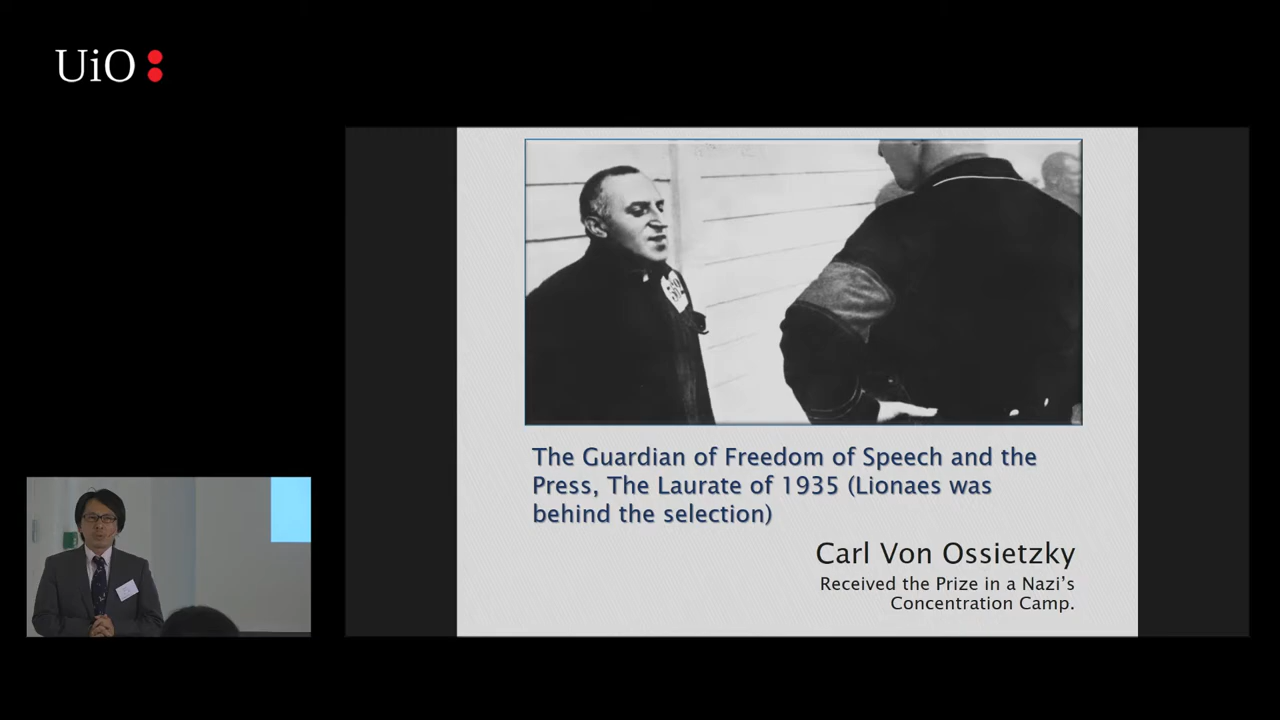 UiO:
The Guardian of Freedom of Speech and the
Press, The Laurate of 1935 (Lionaes was
behind the selection)
Carl Von Ossietzky
Received the Prize in a Nazi's
Concentration Camp.